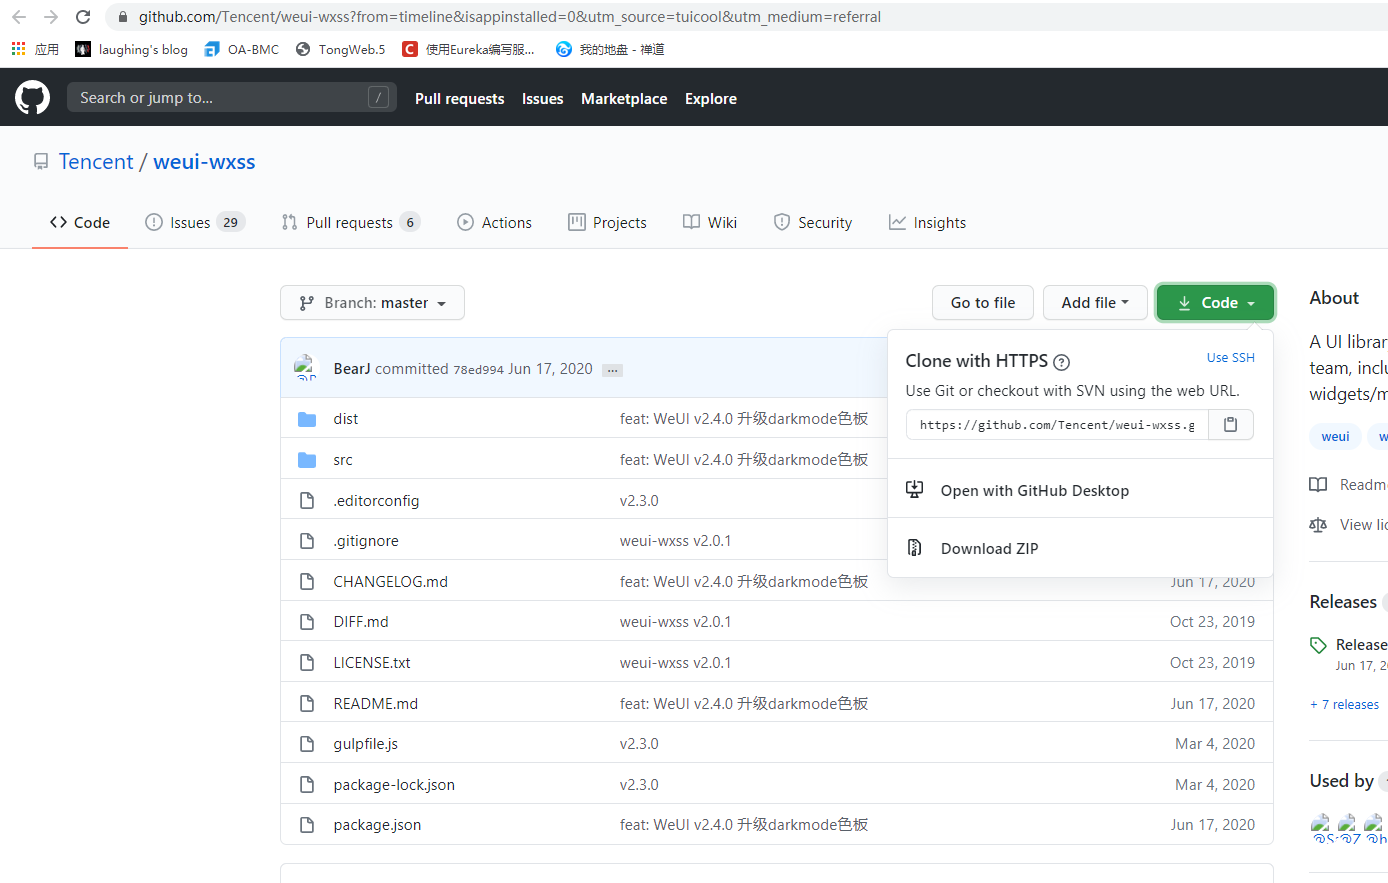 github.com/Tencent/weui-wxss?from=timeline&isappinstalled=0&utm_source=tuicool&utm_medium=referral
应用 laughing's blog OA-BMC TongWeb.5 使用Eureka编写服... 我的地盘 - 禅道
Search or jump to... / Pull requests Issues Marketplace Explore
Tencent / weui-wxss
Code Issues 29 Pull requests 6 Actions Projects Wiki Security Insights
Branch: master Go to file Add file Code
About
A UI librar
team, inclu
widgets/m
weui w
Readm
View lic
Clone with HTTPS Use SSH
Use Git or checkout with SVN using the web URL.
https://github.com/Tencent/weui-wxss.g
Open with GitHub Desktop
Download ZIP
BearJ committed 78ed994 Jun 17, 2020 ...
dist feat: WeUI v2.4.0 升级darkmode色板
src feat: WeUI v2.4.0 升级darkmode色板
.editorconfig v2.3.0
.gitignore weui-wxss v2.0.1
CHANGELOG.md feat: WeUI v2.4.0 升级darkmode色板 Jun 17, 2020
DIFF.md weui-wxss v2.0.1 Oct 23, 2019
LICENSE.txt weui-wxss v2.0.1 Oct 23, 2019
README.md feat: WeUI v2.4.0 升级darkmode色板 Jun 17, 2020
gulpfile.js v2.3.0 Mar 4, 2020
package-lock.json v2.3.0 Mar 4, 2020
package.json feat: WeUI v2.4.0 升级darkmode色板 Jun 17, 2020
Releases
Release
Jun 17, 2
+ 7 releases
Used by